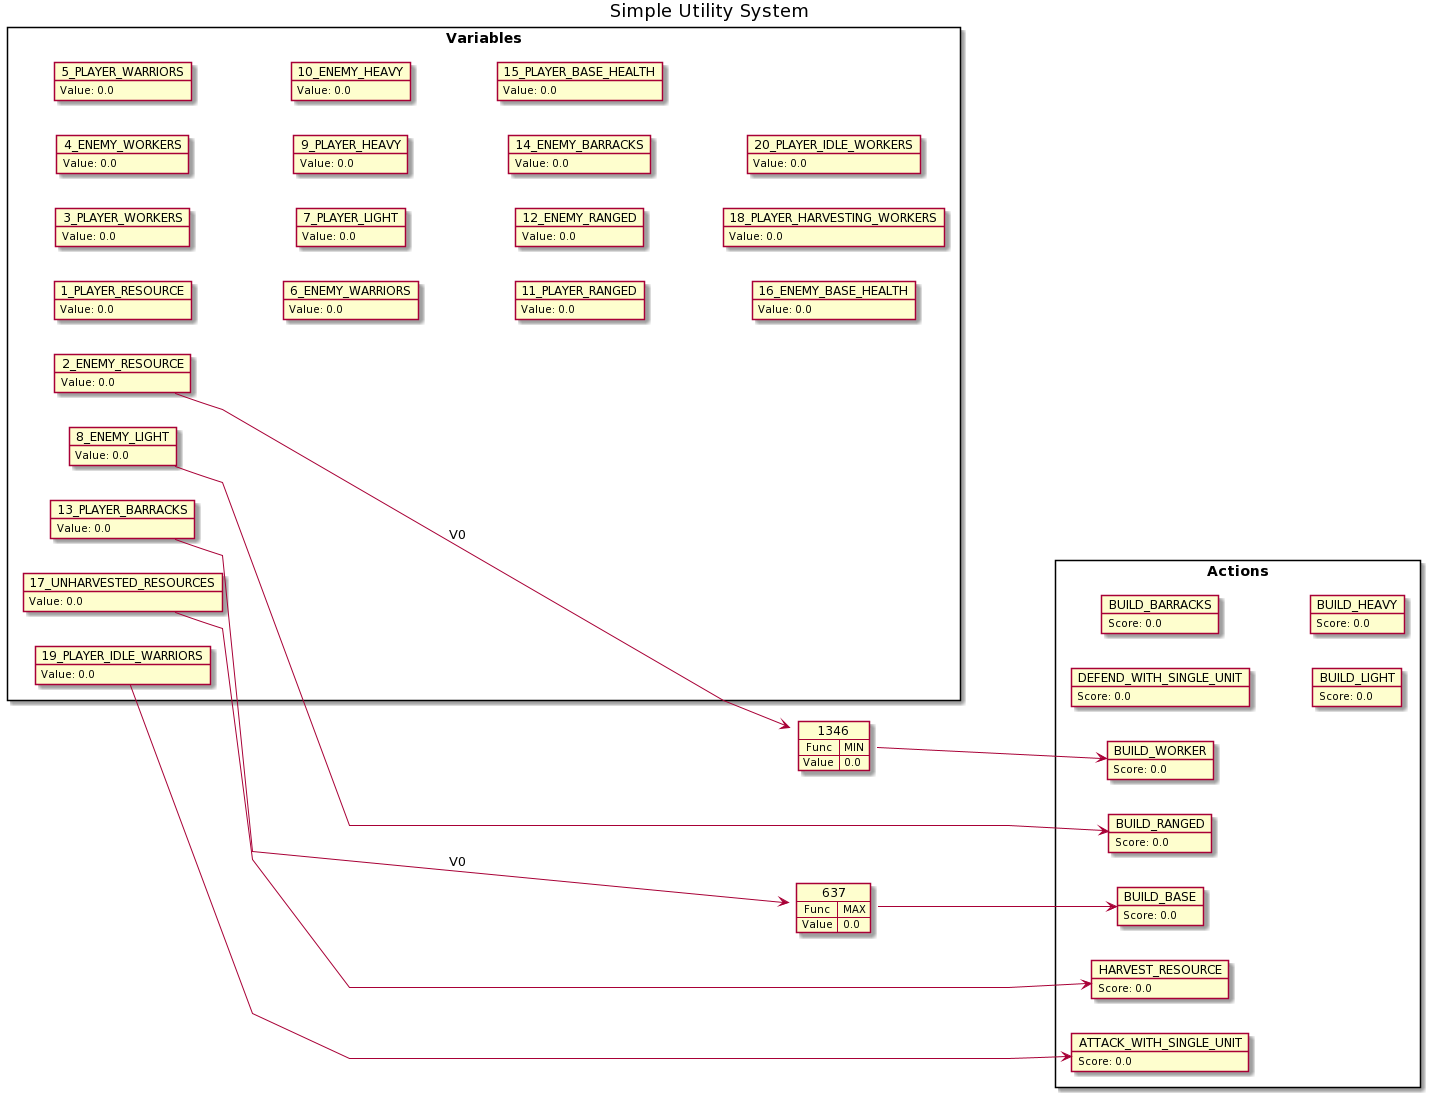 Simple Utility System
Variables
5_PLAYER_WARRIORS
Value: 0.0
10_ENEMY_HEAVY
Value: 0.0
15_PLAYER_BASE_HEALTH
Value: 0.0
4_ENEMY_WORKERS
Value: 0.0
9_PLAYER_HEAVY
Value: 0.0
14_ENEMY_BARRACKS
Value: 0.0
20_PLAYER_IDLE_WORKERS
Value: 0.0
3_PLAYER_WORKERS
Value: 0.0
7_PLAYER_LIGHT
Value: 0.0
12_ENEMY_RANGED
Value: 0.0
18_PLAYER_HARVESTING_WORKERS
Value: 0.0
1_PLAYER_RESOURCE
Value: 0.0
6_ENEMY_WARRIORS
Value: 0.0
11_PLAYER_RANGED
Value: 0.0
16_ENEMY_BASE_HEALTH
Value: 0.0
2_ENEMY_RESOURCE
Value: 0.0
8_ENEMY_LIGHT
Value: 0.0
13_PLAYER_BARRACKS
Value: 0.0
17_UNHARVESTED_RESOURCES
Value: 0.0
19_PLAYER_IDLE_WARRIORS
Value: 0.0
V0
1346
Func MIN
Value 0.0
V0
637
Func MAX
Value 0.0
Actions
BUILD_BARRACKS
Score: 0.0
BUILD_HEAVY
Score: 0.0
DEFEND_WITH_SINGLE_UNIT
Score: 0.0
BUILD_LIGHT
Score: 0.0
BUILD_WORKER
Score: 0.0
BUILD_RANGED
Score: 0.0
BUILD_BASE
Score: 0.0
HARVEST_RESOURCE
Score: 0.0
ATTACK_WITH_SINGLE_UNIT
Score: 0.0